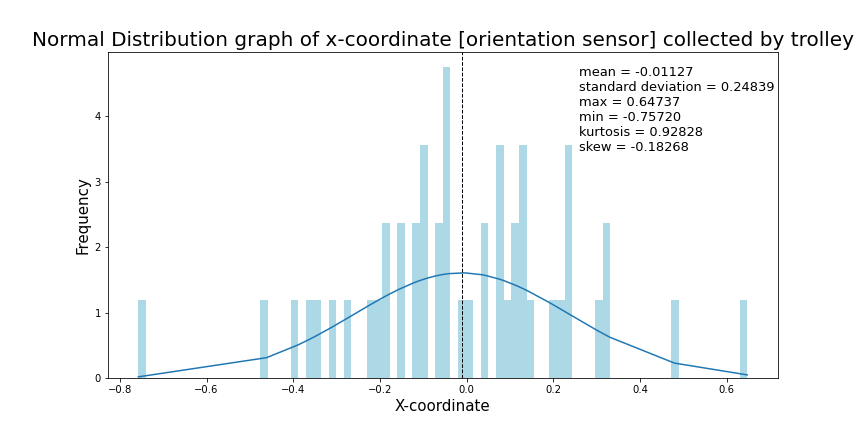 Normal Distribution graph of x-coordinate [orientation sensor] collected by trolley
mean = -0.01127
standard deviation = 0.24839
max = 0.64737
min = -0.75720
kurtosis = 0.92828
skew = -0.18268
4
3
2
1
0
Frequency
−0.8 −0.6 −0.4 −0.2 0.0 0.2 0.4 0.6
X-coordinate